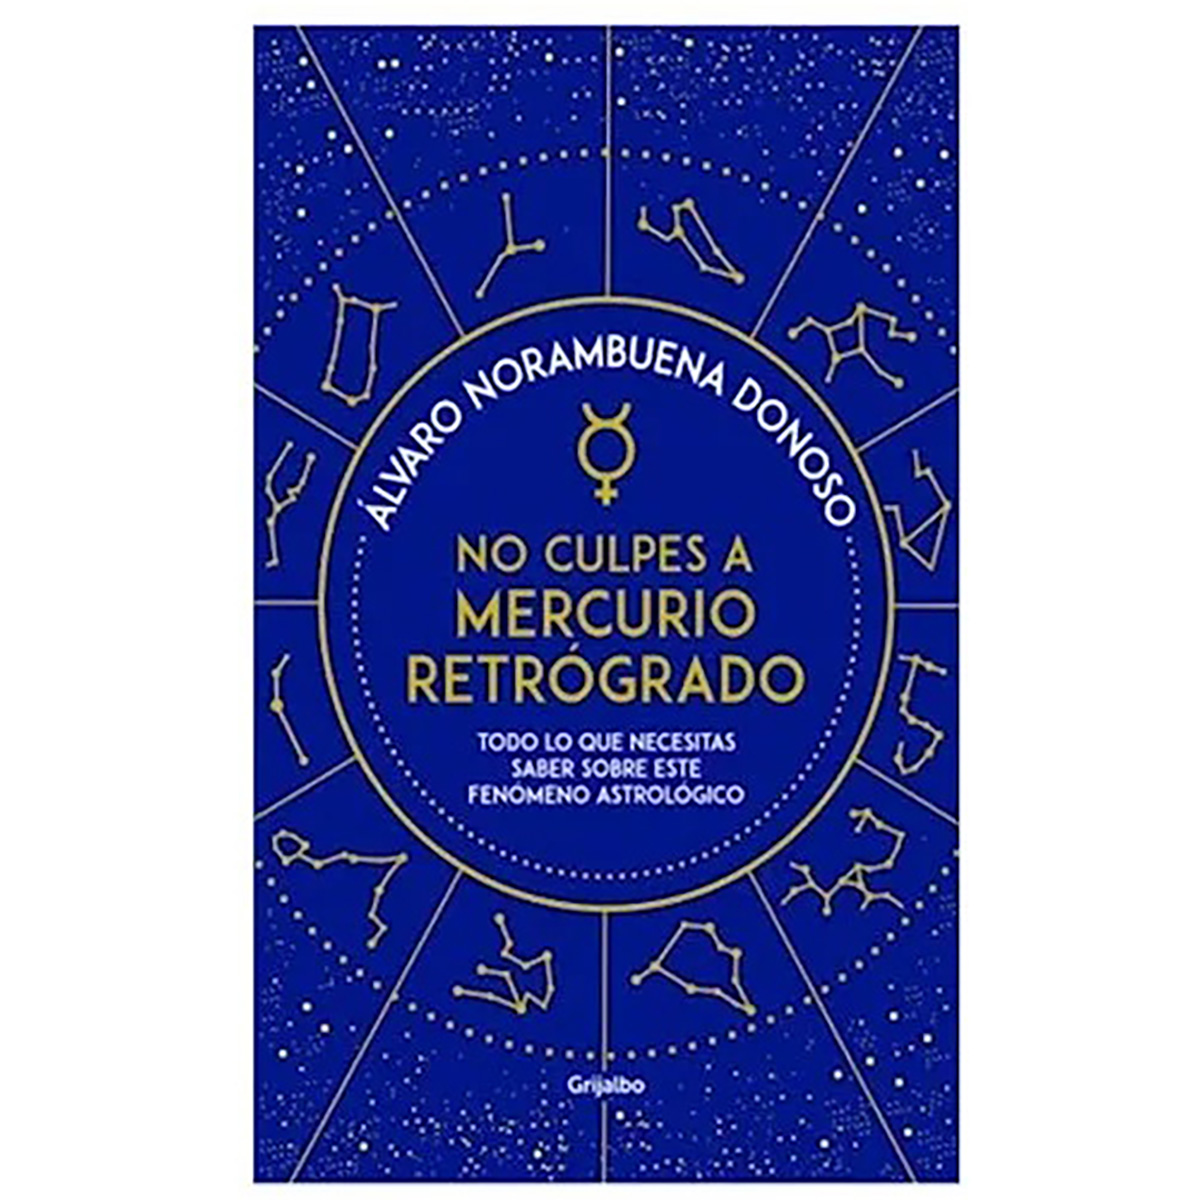 ÁLVARO NORAMBUENA DONOSO
NO CULPES A
MERCURIO
RETRÓGRADO
TODO LO QUE NECESITAS
SABER SOBRE ESTE
FENÓMENO ASTROLÓGICO
Grijalbo